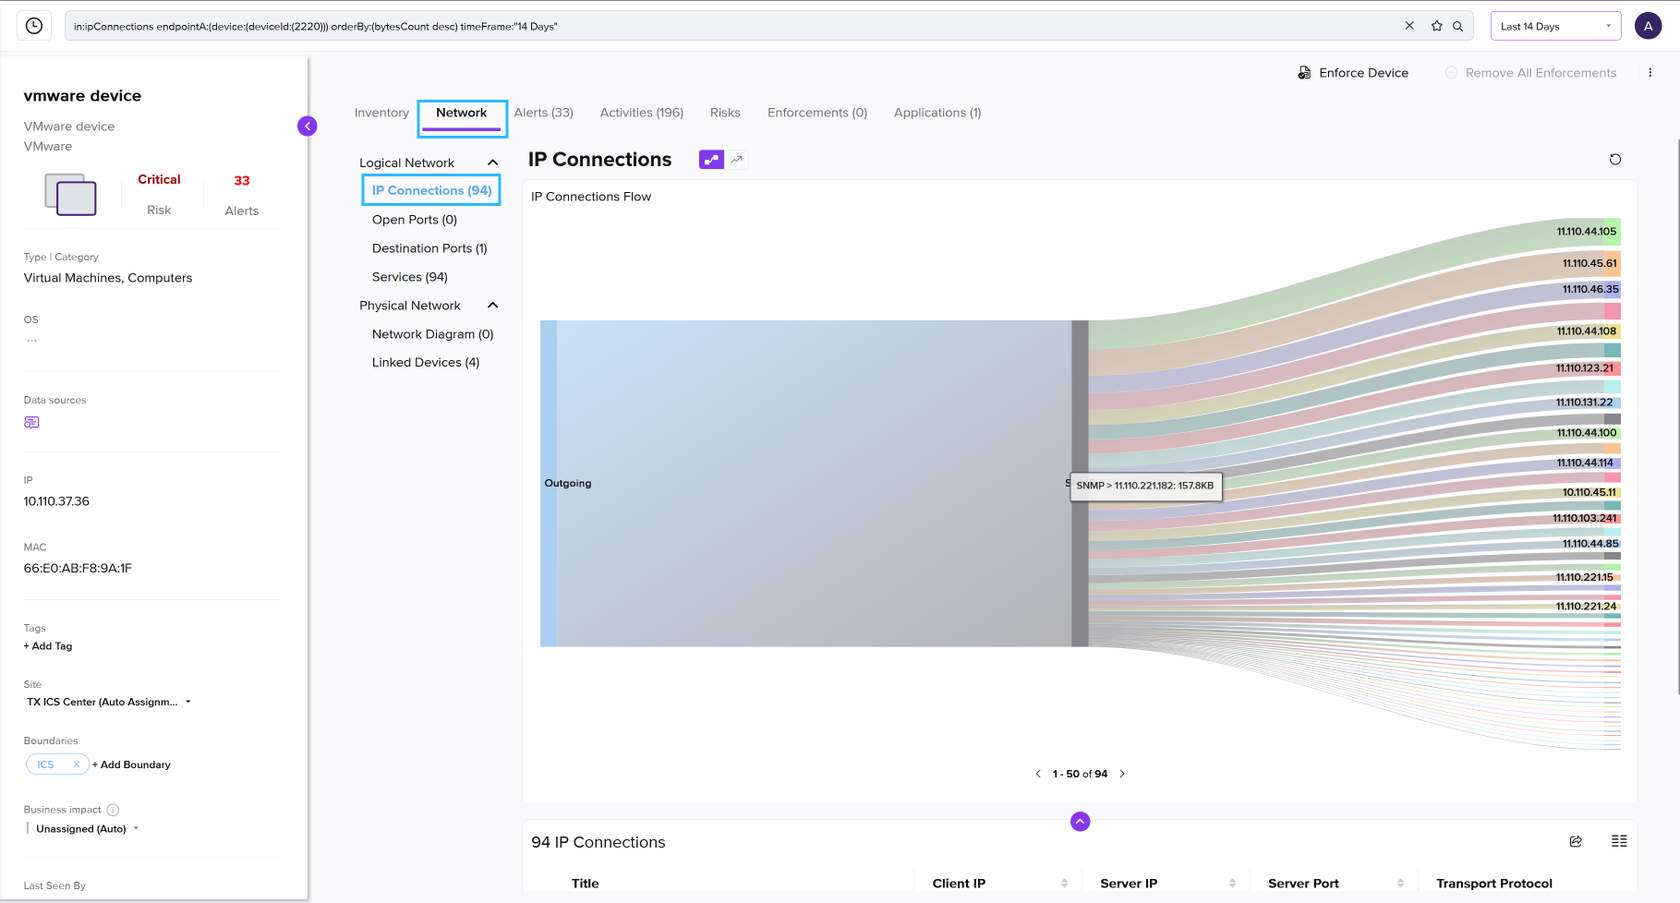 in:ipConnections endpointA:(device:(deviceId:(2220))) orderBy:(bytesCount desc) timeFrame:"14 Days"
Last 14 Days
A
Enforce Device
Remove All Enforcements
vmware device
VMware device
VMware
Critical
Risk
33
Alerts
Type | Category
Virtual Machines, Computers
OS
...
Data sources
IP
10.110.37.36
MAC
66:E0:AB:F8:9A:1F
Tags
+ Add Tag
Site
TX ICS Center (Auto Assignm...
Boundaries
ICS
+ Add Boundary
Business impact
Unassigned (Auto)
Last Seen By
Inventory
Network
Alerts (33)
Activities (196)
Risks
Enforcements (0)
Applications (1)
Logical Network
IP Connections (94)
Open Ports (0)
Destination Ports (1)
Services (94)
Physical Network
Network Diagram (0)
Linked Devices (4)
IP Connections
IP Connections Flow
Outgoing
S
SNMP > 11.110.221.182: 157.8KB
11.110.44.105
11.110.45.61
11.110.46.35
11.110.44.108
11.110.123.21
11.110.131.22
11.110.44.100
11.110.44.114
10.110.45.11
11.110.103.241
11.110.44.85
11.110.221.15
11.110.221.24
1 - 50 of 94
94 IP Connections
Title
Client IP
Server IP
Server Port
Transport Protocol